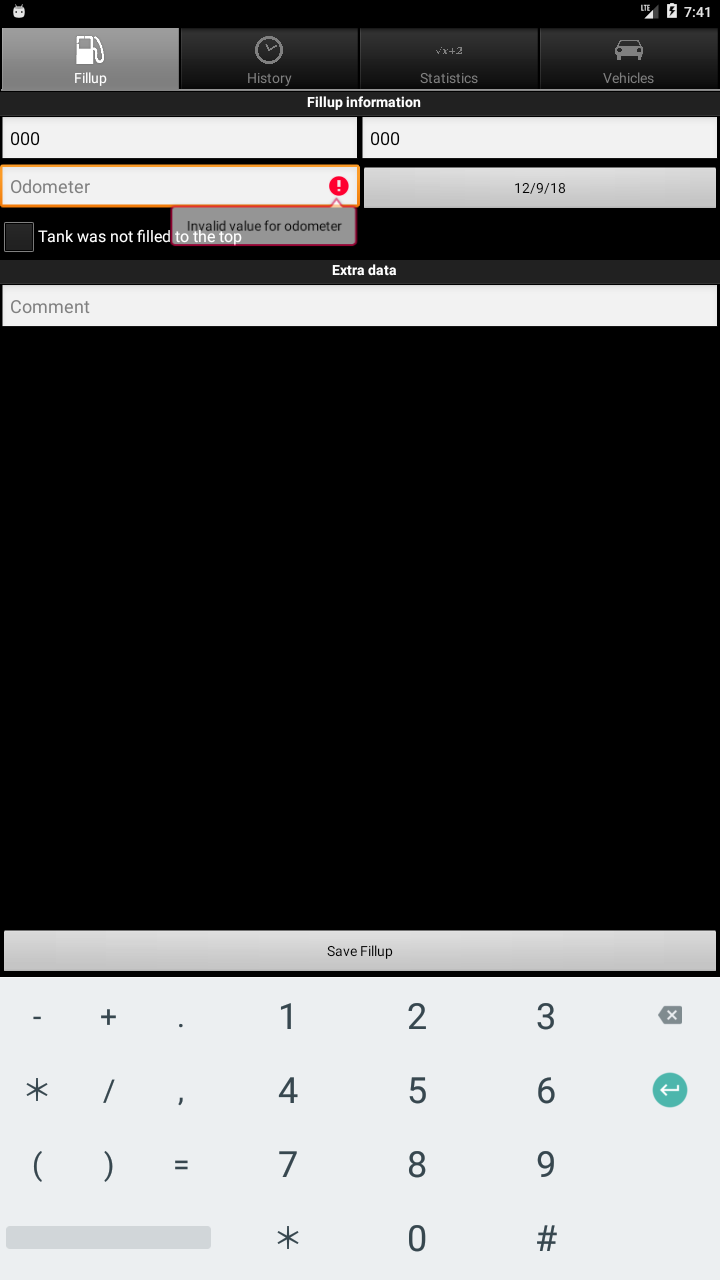 LTE 7:41
Fillup History √x+2 Statistics Vehicles
Fillup information
000 000
Odometer 12/9/18
Invalid value for odometer
Tank was not filled to the top
Extra data
Comment
Save Fillup
- + . 1 2 3
* / , 4 5 6
( ) = 7 8 9
* 0 #